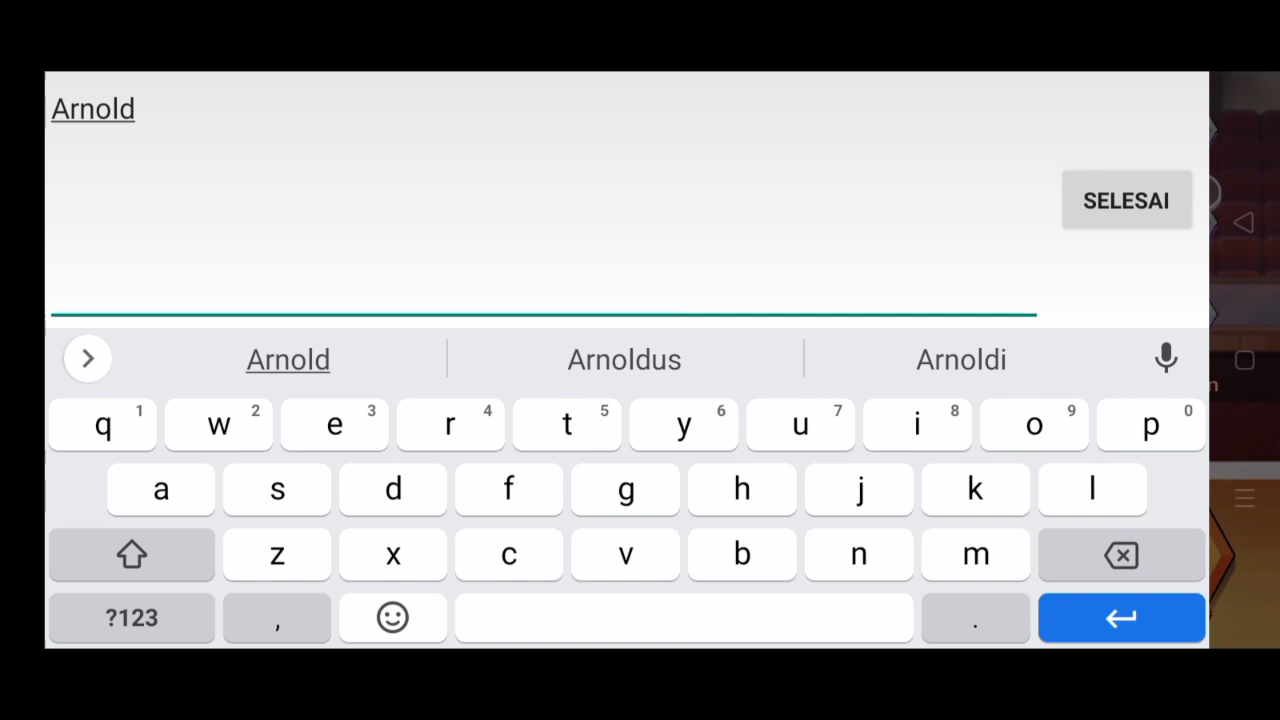 Arnold
SELESAI
Arnold Arnoldus Arnoldi
q 1 w 2 e 3 r 4 t 5 y 6 u 7 i 8 o 9 p 0
a s d f g h j k l
z x c v b n m
?123 , .
n